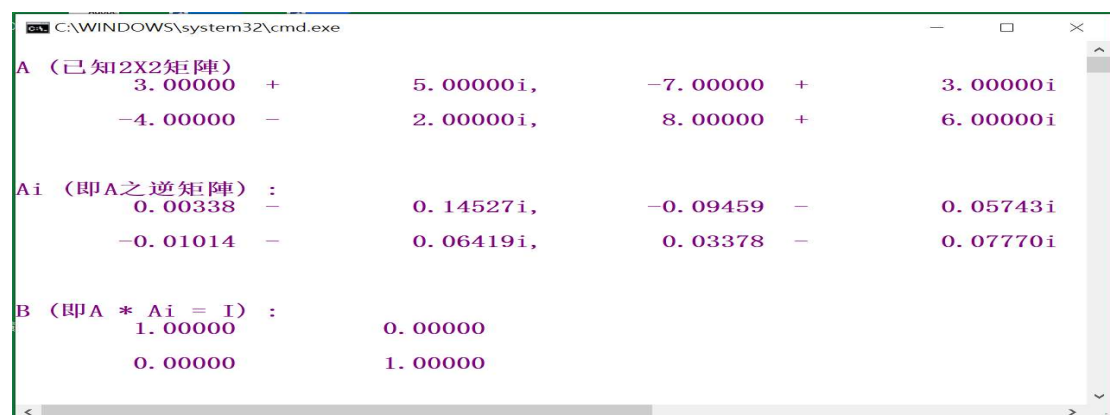 C:\WINDOWS\system32\cmd.exe
A (已知2X2矩陣)
3.00000 + 5.00000i, -7.00000 + 3.00000i
-4.00000 - 2.00000i, 8.00000 + 6.00000i
Ai (即A之逆矩陣) :
0.00338 - 0.14527i, -0.09459 - 0.05743i
-0.01014 - 0.06419i, 0.03378 - 0.07770i
B (即A * Ai = I) :
1.00000 0.00000
0.00000 1.00000